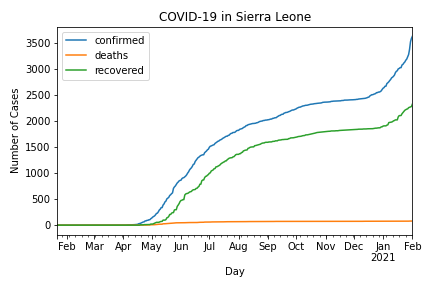 COVID-19 in Sierra Leone
confirmed
deaths
recovered
Number of Cases
3500
3000
2500
2000
1500
1000
500
0
Feb Mar Apr May Jun Jul Aug Sep Oct Nov Dec Jan Feb
2021
Day